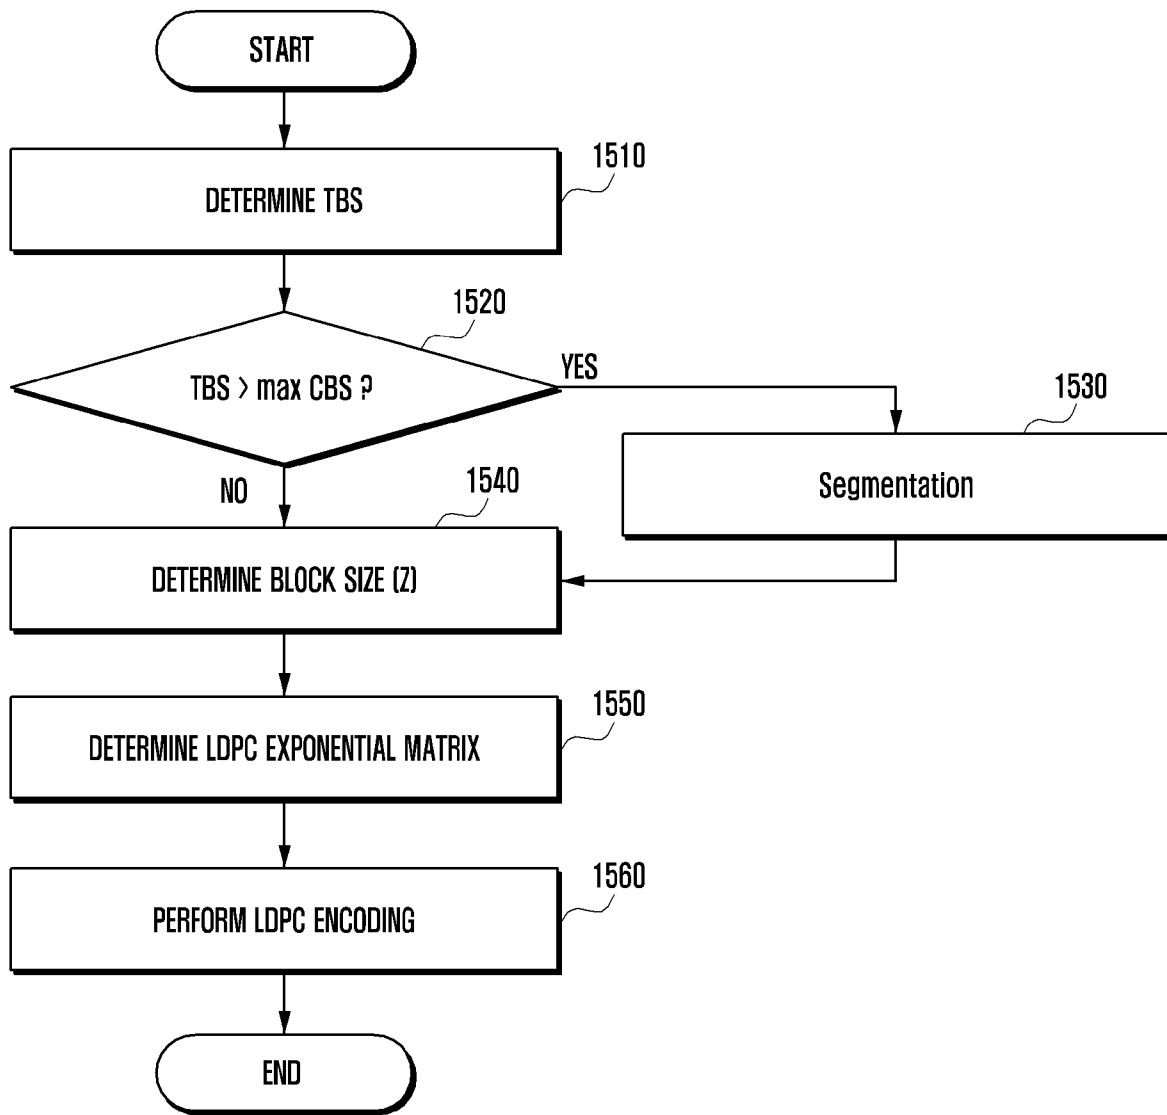 START
1510
DETERMINE TBS
1520
TBS > max CBS ?
YES
1530
Segmentation
NO
1540
DETERMINE BLOCK SIZE (Z)
1550
DETERMINE LDPC EXPONENTIAL MATRIX
1560
PERFORM LDPC ENCODING
END